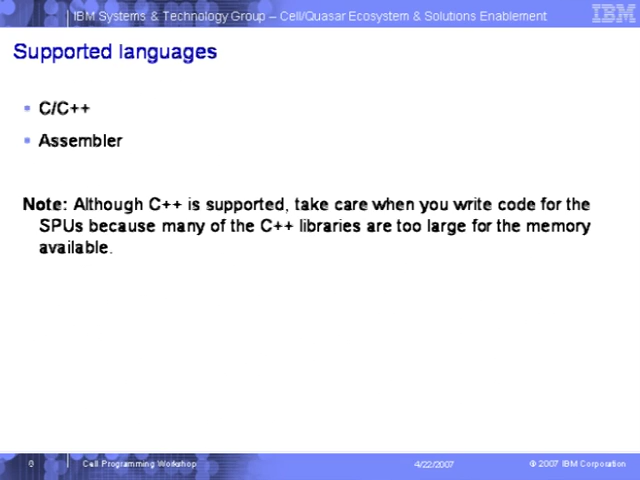 IBM Systems & Technology Group – Cell/Quasar Ecosystem & Solutions Enablement
IBM
Supported languages
C/C++
Assembler
Note: Although C++ is supported, take care when you write code for the
SPUs because many of the C++ libraries are too large for the memory
available.
Cell Programming Workshop
4/22/2007
© 2007 IBM Corporation